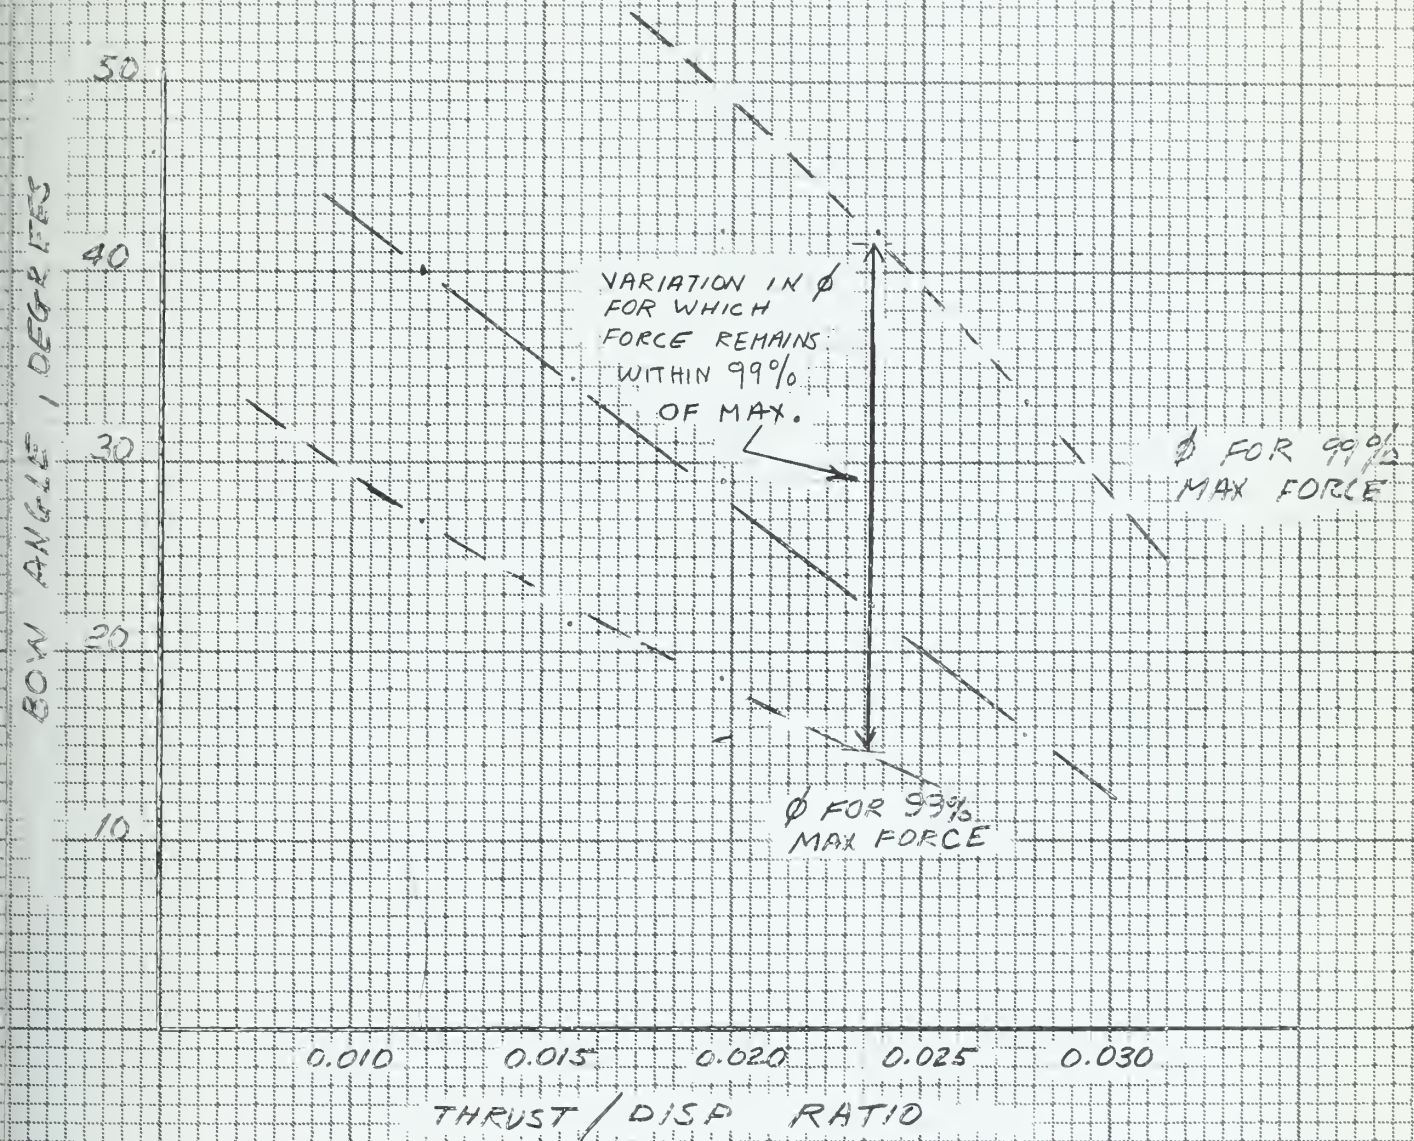 50
40
30
20
10
BOW ANGLE, DEGREES
VARIATION IN ϕ
FOR WHICH
FORCE REMAINS
WITHIN 99%
OF MAX.
ϕ FOR 99%
MAX FORCE
ϕ FOR 99%
MAX FORCE
0.010 0.015 0.020 0.025 0.030
THRUST / DISP RATIO